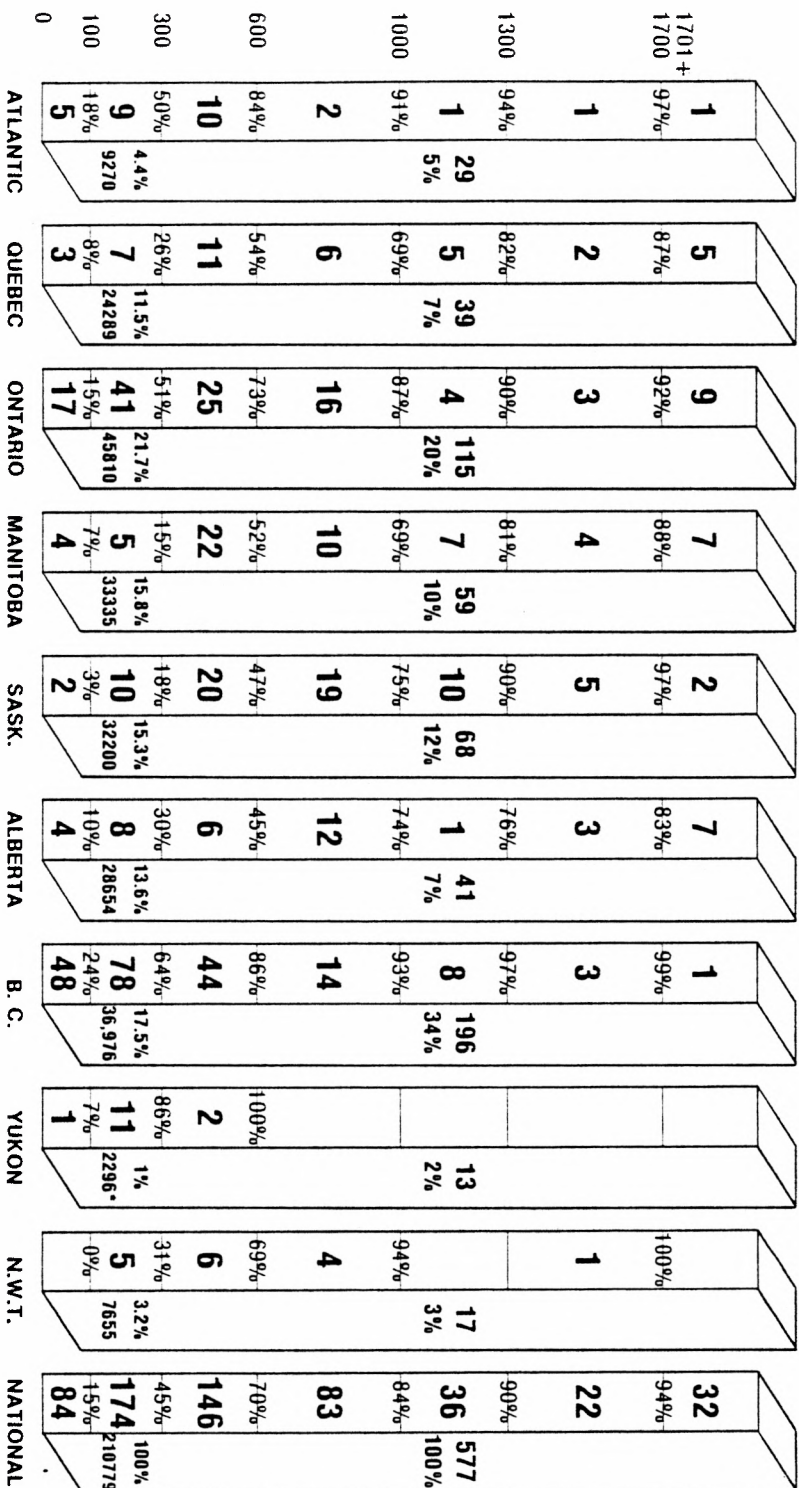 1701+ 1 5 9 7 2 7 1 32
1700 97% 87% 92% 88% 97% 83% 99% 100% 94%
1 2 3 4 5 3 3 1 22
1300 94% 82% 90% 81% 90% 76% 97% 90%
1 29 5 39 4 115 7 59 10 68 1 41 8 196 13 17 36 577
5% 7% 20% 10% 12% 7% 34% 2% 3% 100%
1000 91% 69% 87% 69% 75% 74% 93% 94% 84%
2 6 16 10 19 12 14 4 83
600 84% 54% 73% 52% 47% 45% 86% 100% 69% 70%
10 11 25 22 20 6 44 2 6 146
300 50% 26% 51% 15% 18% 30% 64% 86% 31% 45%
4.4% 11.5% 21.7% 15.8% 15.3% 13.6% 17.5% 1% 3.2% 100%
9 9270 7 24289 41 45810 5 33335 10 32200 8 28654 78 36,976 11 2296* 5 7655 174 210779
100 18% 8% 15% 7% 3% 10% 24% 7% 0% 15%
5 3 17 4 2 4 48 1 84
0
ATLANTIC QUEBEC ONTARIO MANITOBA SASK. ALBERTA B. C. YUKON N.W.T. NATIONAL